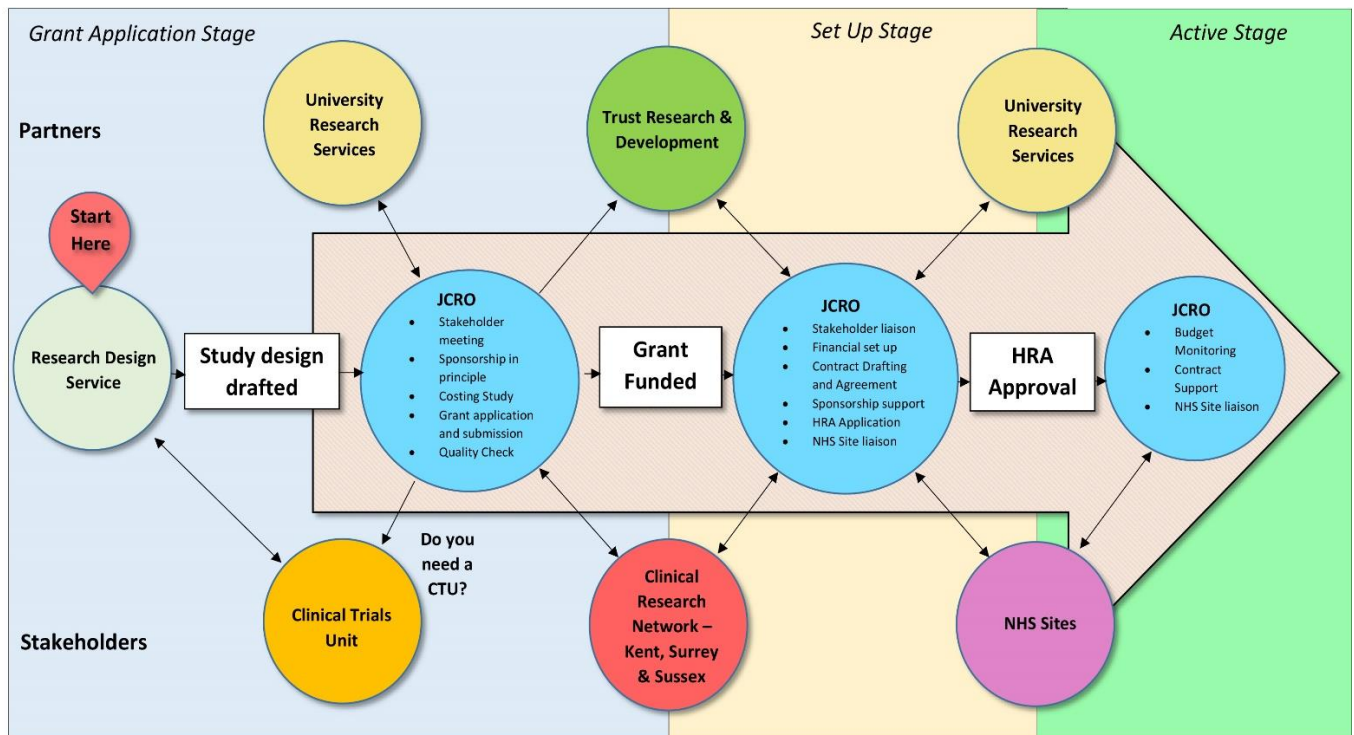 Grant Application Stage
Set Up Stage
Active Stage
Partners
University
Research
Services
Trust Research &
Development
University
Research
Services
Start
Here
Research Design
Service
Study design
drafted
JCRO
• Stakeholder
meeting
• Sponsorship in
principle
• Costing Study
• Grant application
and submission
• Quality Check
Grant
Funded
JCRO
• Stakeholder liaison
• Financial set up
• Contract Drafting
and Agreement
• Sponsorship support
• HRA Application
• NHS Site liaison
HRA
Approval
JCRO
• Budget
Monitoring
• Contract
Support
• NHS Site liaison
Do you
need a
CTU?
Stakeholders
Clinical Trials
Unit
Clinical
Research
Network –
Kent, Surrey
& Sussex
NHS Sites